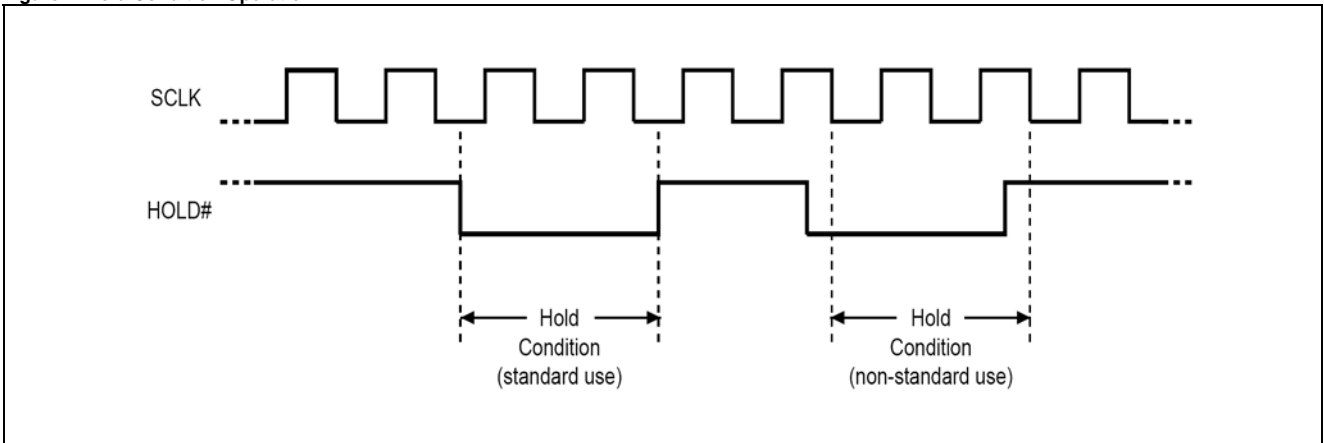 SCLK
HOLD#
Hold
Condition
(standard use)
Hold
Condition
(non-standard use)